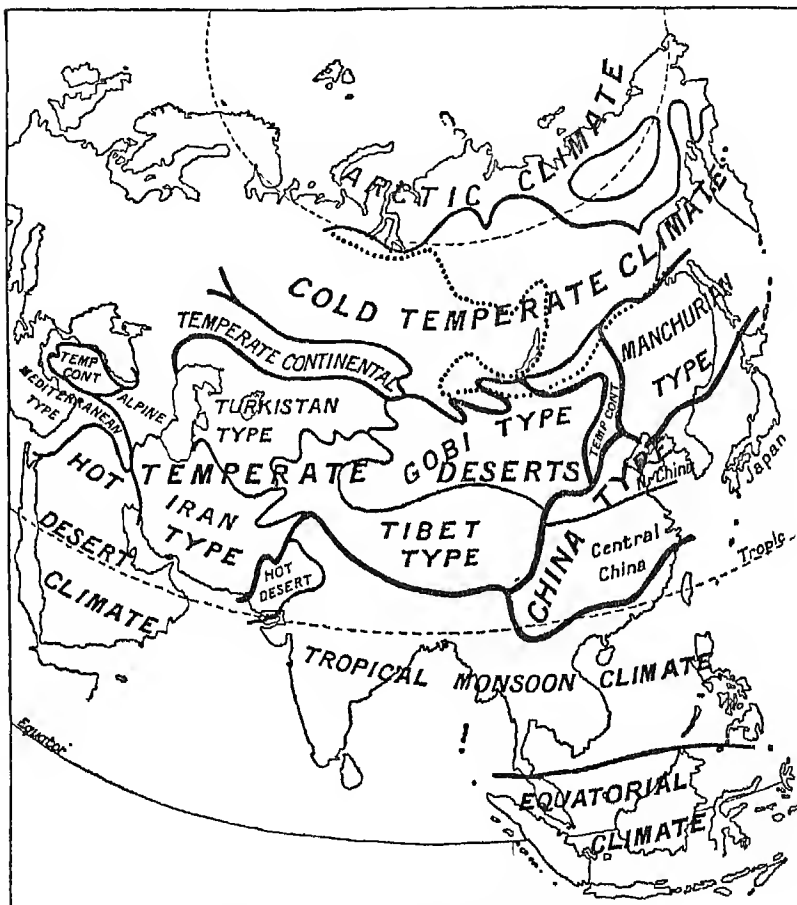 ARCTIC CLIMATE
COLD TEMPERATE CLIMATE
TEMPERATE CONTINENTAL
MANCHURIAN
TYPE
TEMP
CONT
MEDITERRANEAN
TYPE
ALPINE
TURKISTAN
TYPE
GOBI TYPE
TEMP CONT
TEMPERATE DESERTS
HOT
DESERT
CLIMATE
IRAN
TYPE
TIBET
TYPE
HOT
DESERT
CHINA TYPE
N. China
Central
China
Japan
Tropic
TROPICAL MONSOON CLIMATE
Equator
EQUATORIAL
CLIMATE